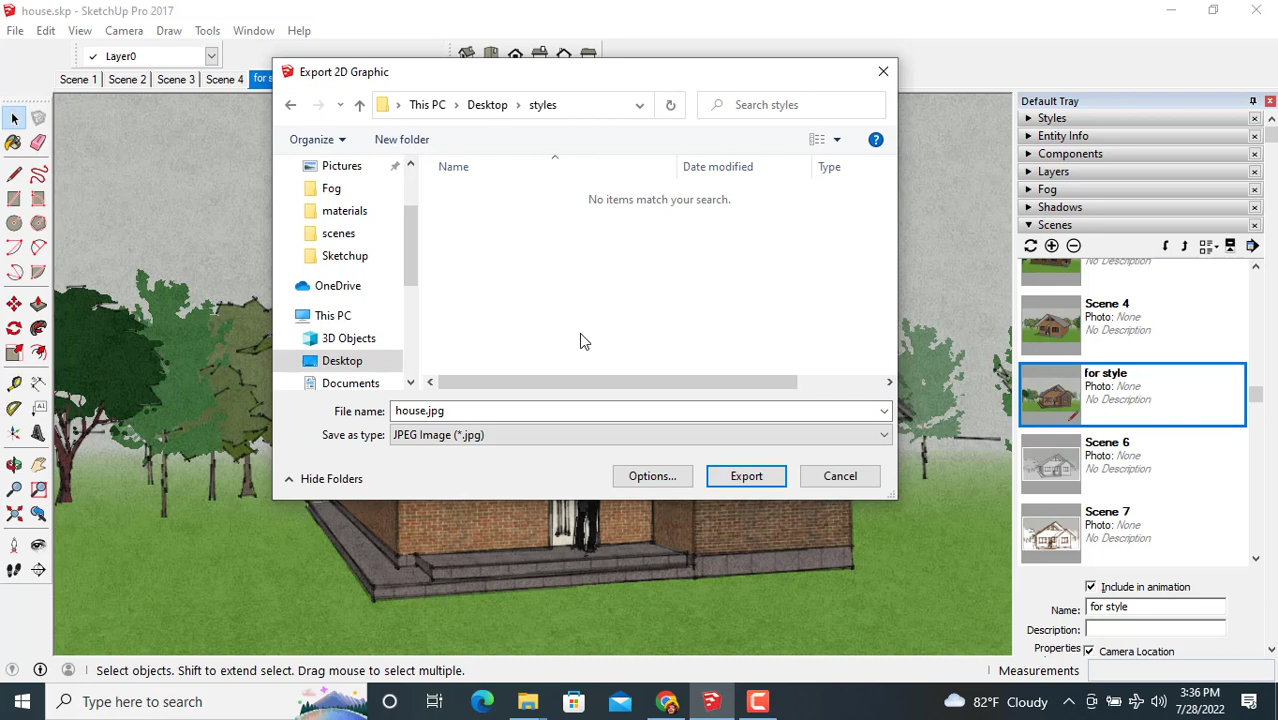 house.skp - SketchUp Pro 2017
File Edit View Camera Draw Tools Window Help
Layer0
Scene 1 Scene 2 Scene 3 Scene 4 for s
Export 2D Graphic
This PC Desktop styles
Search styles
Organize New folder
Name Date modified Type
No items match your search.
Pictures
Fog
materials
scenes
Sketchup
OneDrive
This PC
3D Objects
Desktop
Documents
File name: house.jpg
Save as type: JPEG Image (*.jpg)
Hide Folders
Options... Export Cancel
Default Tray
Styles
Entity Info
Components
Layers
Fog
Shadows
Scenes
No Description
Scene 4
Photo: None
No Description
for style
Photo: None
No Description
Scene 6
Photo: None
No Description
Scene 7
Photo: None
No Description
Include in animation
Name: for style
Description:
Properties
Camera Location
Select objects. Shift to extend select. Drag mouse to select multiple.
Measurements
Type here to search
82°F Cloudy
3:36 PM
7/28/2022